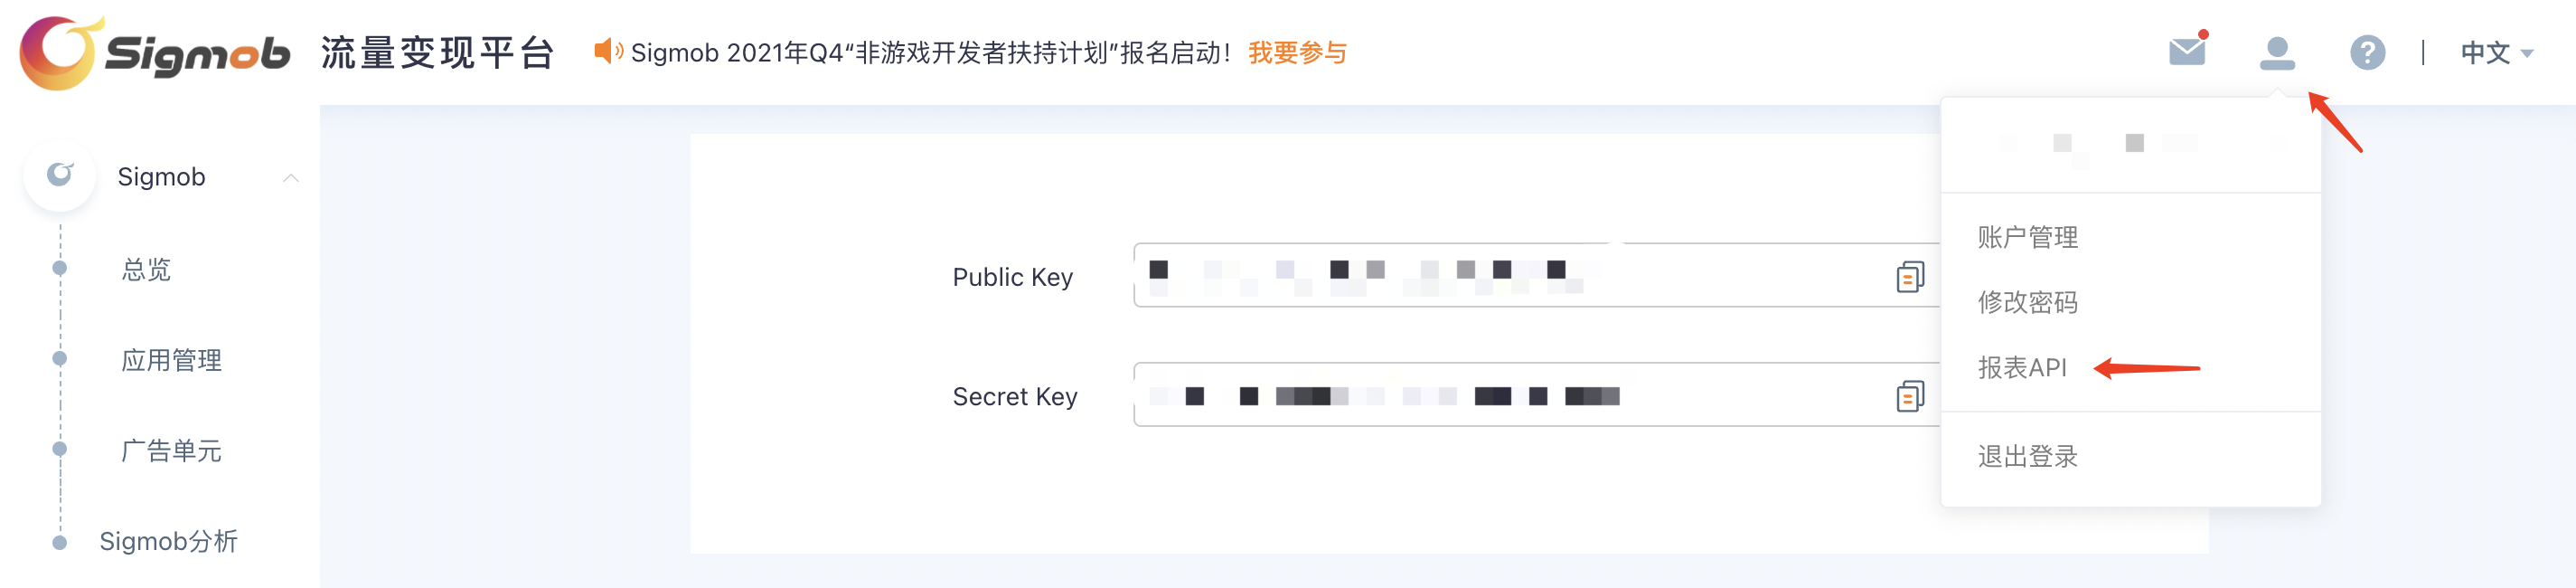 Sigmob 流量变现平台 Sigmob 2021年Q4“非游戏开发者扶持计划”报名启动！ 我要参与 ? 中文
Sigmob
总览
应用管理
广告单元
Sigmob分析
Public Key
Secret Key
账户管理
修改密码
报表API
退出登录